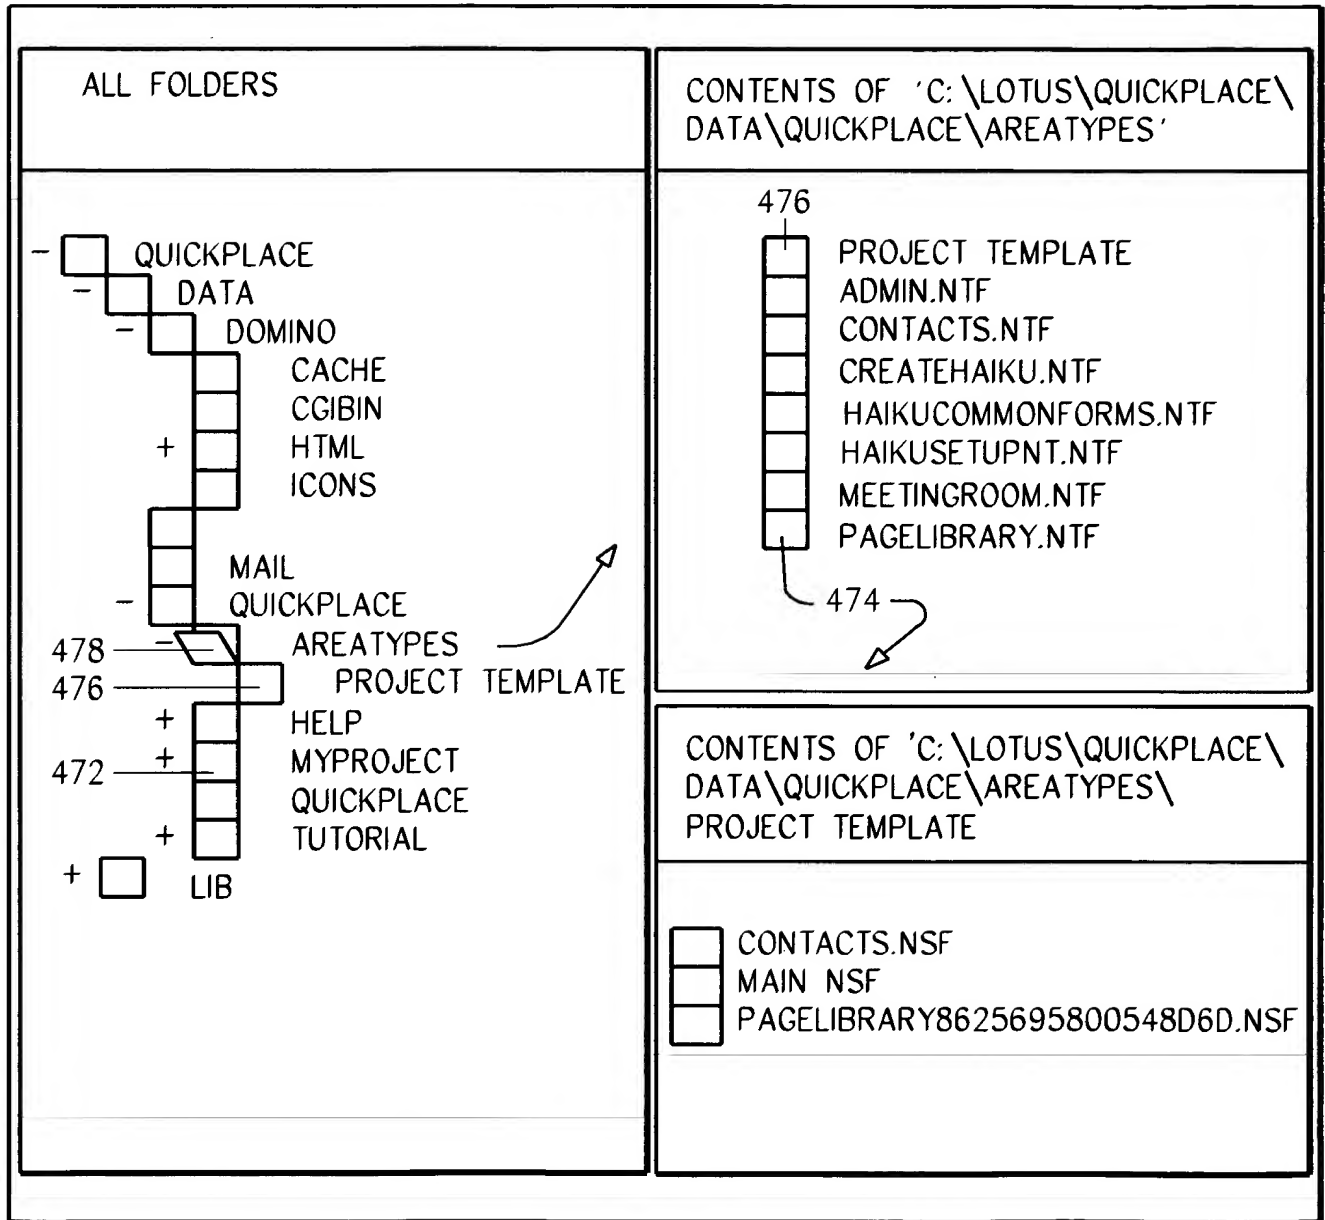 ALL FOLDERS
- QUICKPLACE
- DATA
- DOMINO
CACHE
CGIBIN
+ HTML
ICONS
MAIL
- QUICKPLACE
478 - AREATYPES
476 PROJECT TEMPLATE
+ HELP
472 + MYPROJECT
QUICKPLACE
+ TUTORIAL
+ LIB
CONTENTS OF 'C:\LOTUS\QUICKPLACE\
DATA\QUICKPLACE\AREATYPES'
476
PROJECT TEMPLATE
ADMIN.NTF
CONTACTS.NTF
CREATEHAIKU.NTF
HAIKUCOMMONFORMS.NTF
HAIKUSETUPNT.NTF
MEETINGROOM.NTF
PAGELIBRARY.NTF
474
CONTENTS OF 'C:\LOTUS\QUICKPLACE\
DATA\QUICKPLACE\AREATYPES\
PROJECT TEMPLATE
CONTACTS.NSF
MAIN NSF
PAGELIBRARY8625695800548D6D.NSF